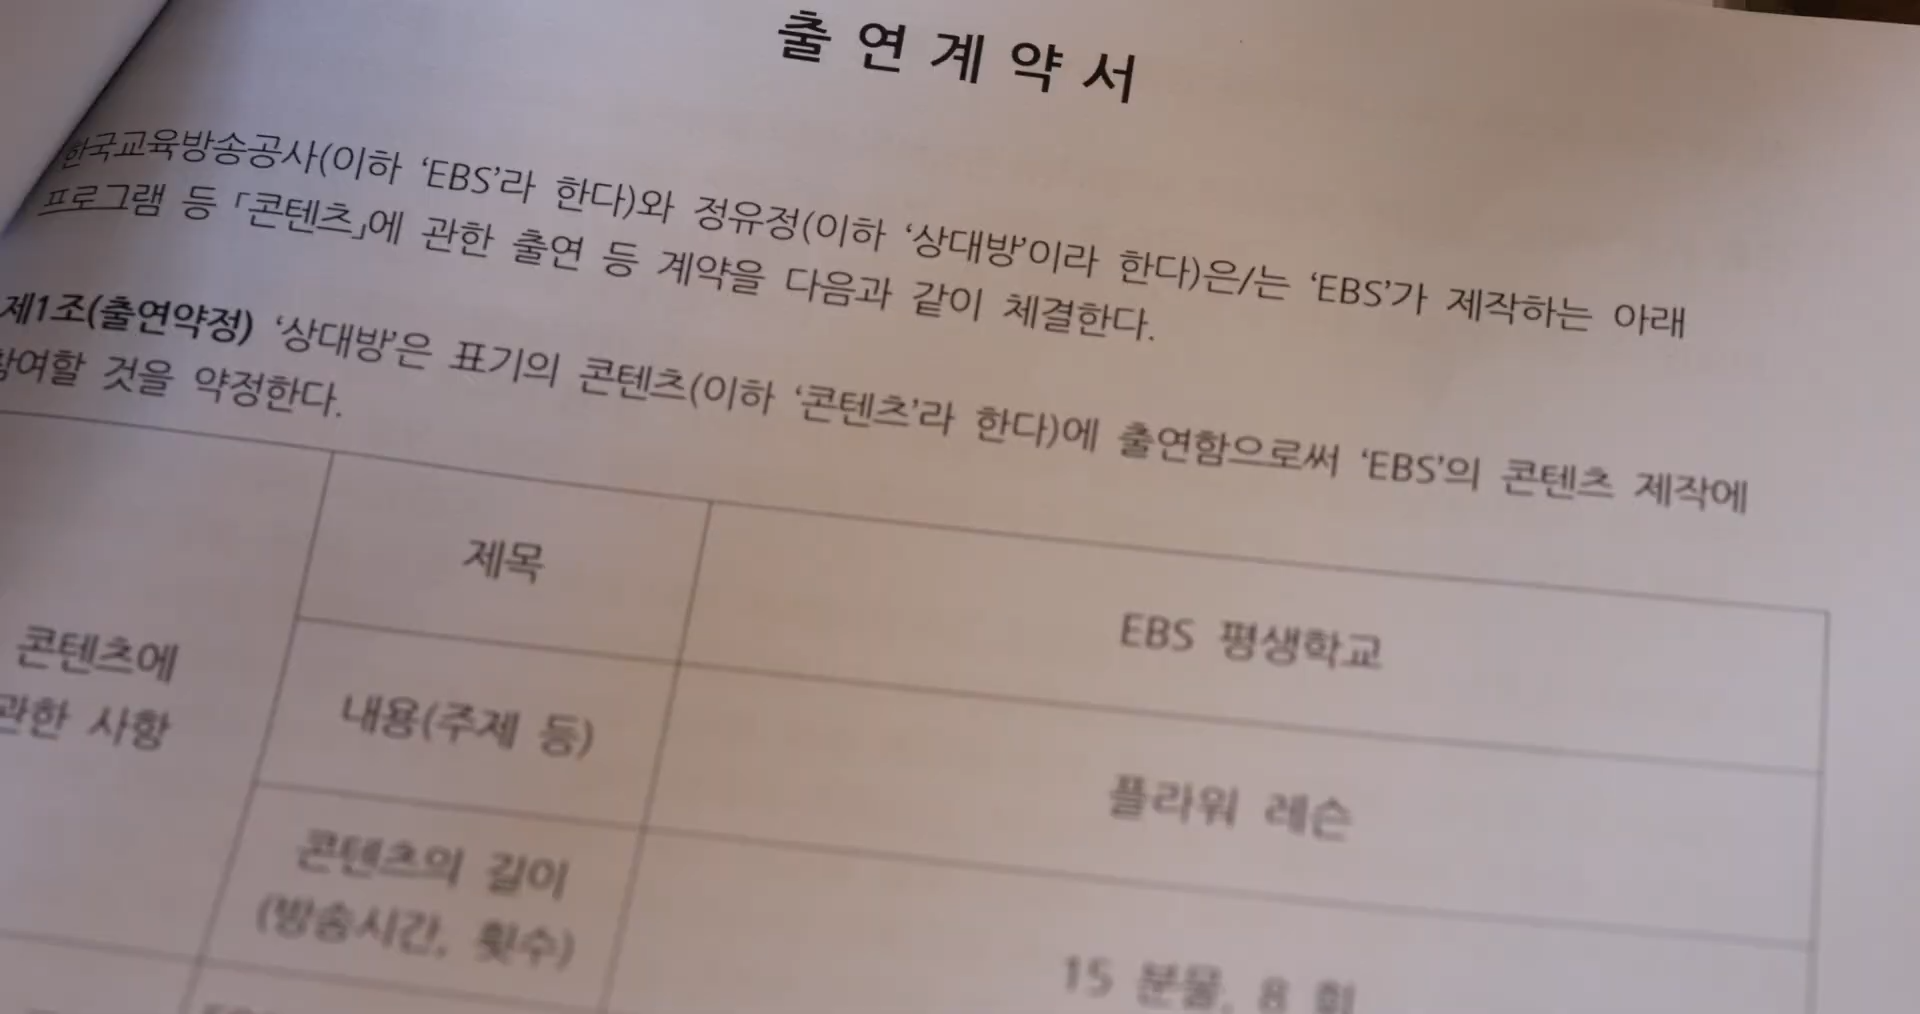 출연계약서
한국교육방송공사(이하 ‘EBS’라 한다)와 정유정(이하 ‘상대방’이라 한다)은/는 ‘EBS’가 제작하는 아래
프로그램 등 「콘텐츠」에 관한 출연 등 계약을 다음과 같이 체결한다.
제1조(출연약정) ‘상대방’은 표기의 콘텐츠(이하 ‘콘텐츠’라 한다)에 출연함으로써 ‘EBS’의 콘텐츠 제작에
참여할 것을 약정한다.
콘텐츠에
관한 사항
제목
EBS 평생학교
내용(주제 등)
플라워 레슨
콘텐츠의 길이
(방송시간, 횟수)
15 분물, 8 회